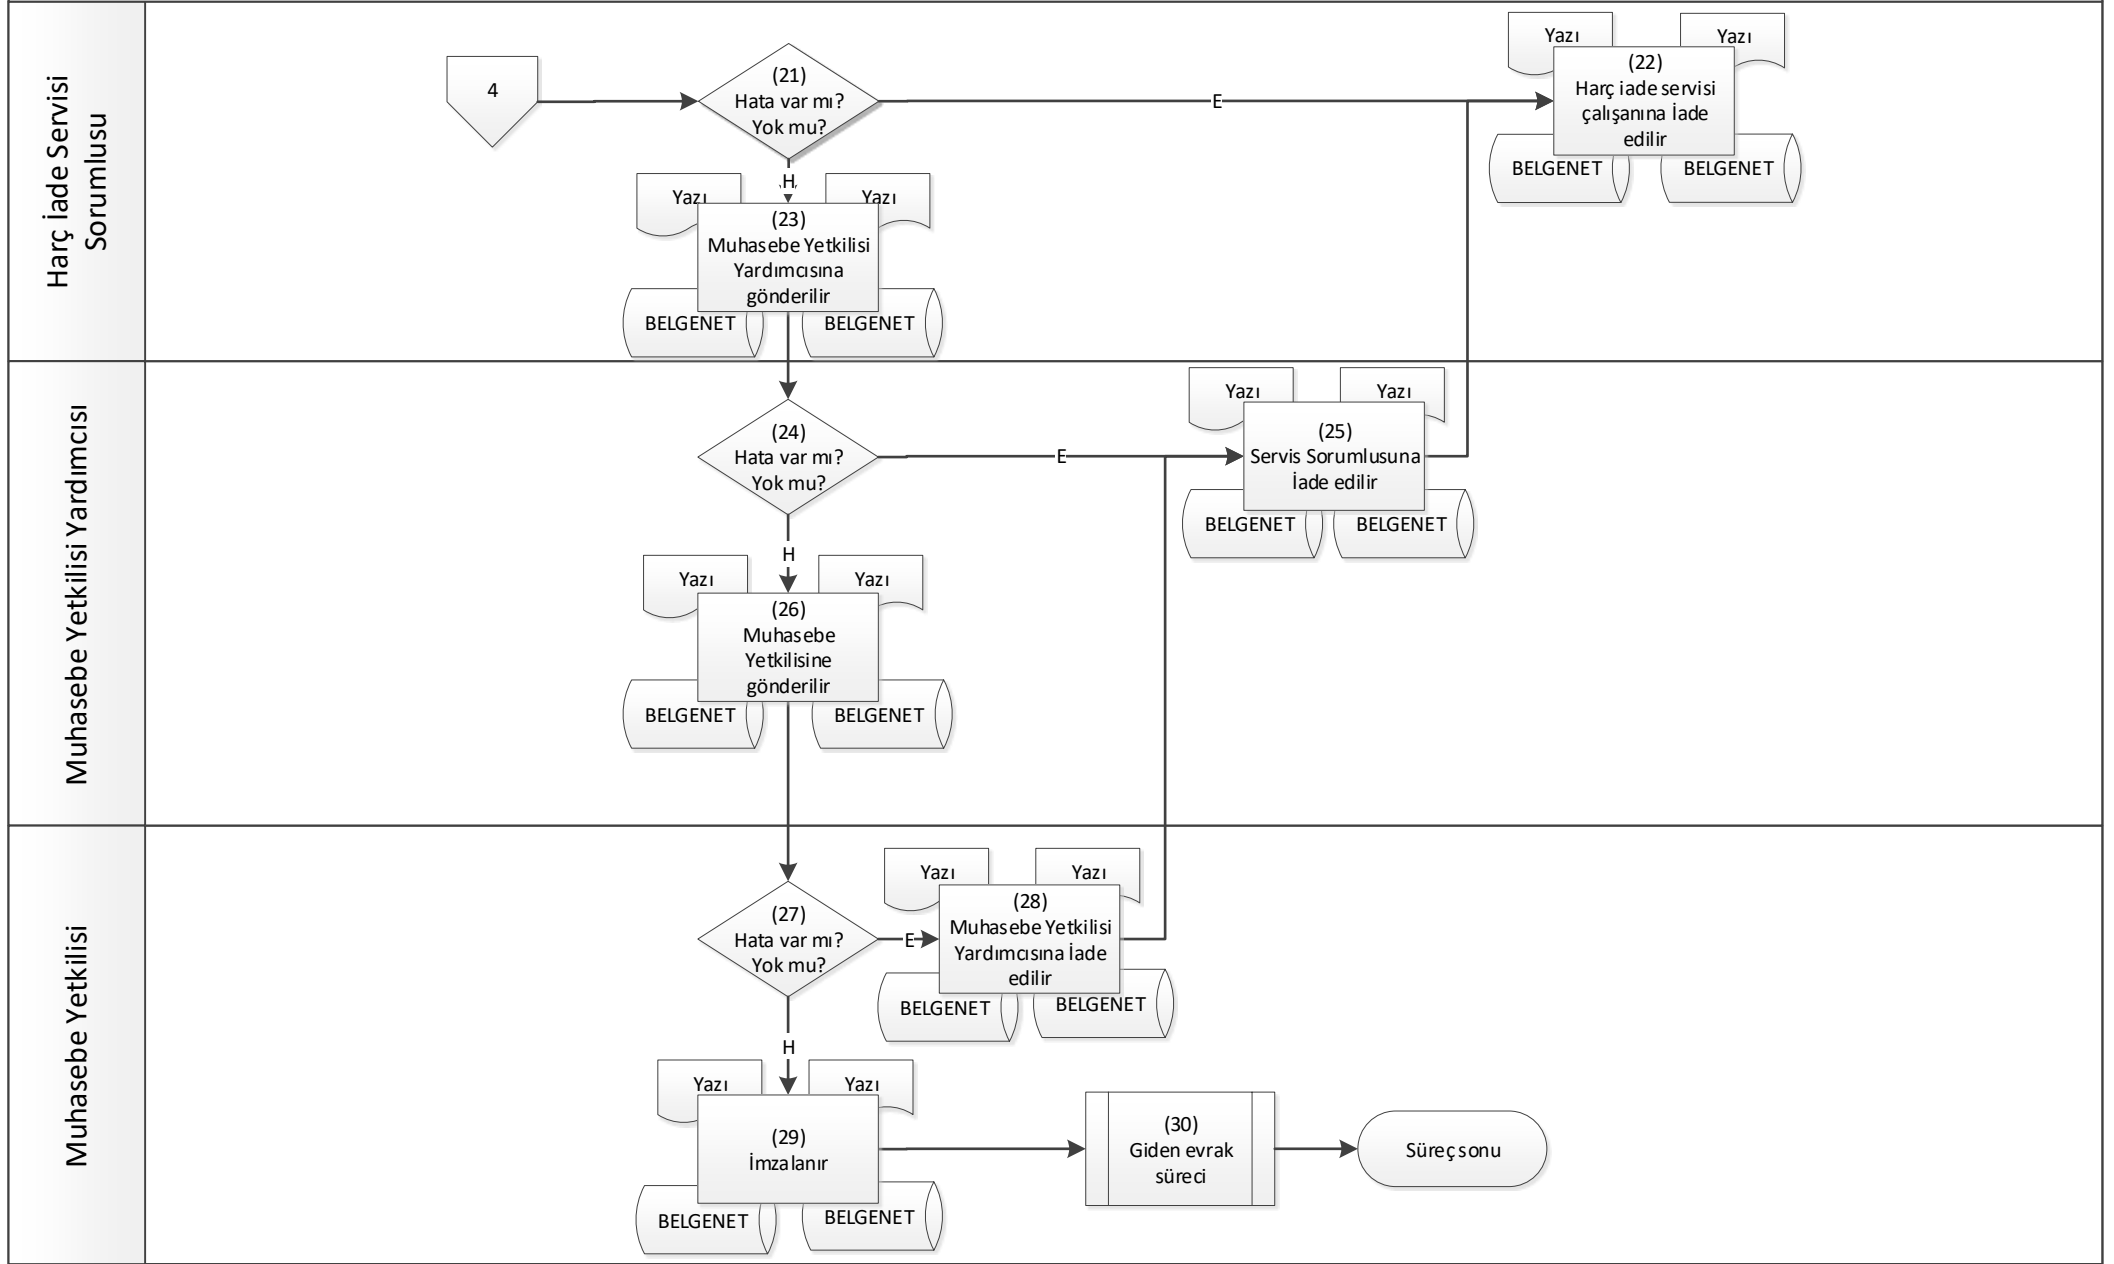 Harç İade Servisi
Sorumlusu
4
(21)
Hata var mı?
Yok mu?
E
H
Yazı
Yazı
(22)
Harç iade servisi
çalışanına İade
edilir
BELGENET
BELGENET
Yazı
Yazı
(23)
Muhasebe Yetkilisi
Yardımcısına
gönderilir
BELGENET
BELGENET
Muhasebe Yetkilisi Yardımcısı
(24)
Hata var mı?
Yok mu?
E
H
Yazı
Yazı
(25)
Servis Sorumlusuna
İade edilir
BELGENET
BELGENET
Yazı
Yazı
(26)
Muhasebe
Yetkilisine
gönderilir
BELGENET
BELGENET
Muhasebe Yetkilisi
(27)
Hata var mı?
Yok mu?
E
H
Yazı
Yazı
(28)
Muhasebe Yetkilisi
Yardımcısına İade
edilir
BELGENET
BELGENET
Yazı
Yazı
(29)
İmzalanır
BELGENET
BELGENET
(30)
Giden evrak
süreci
Süreç sonu